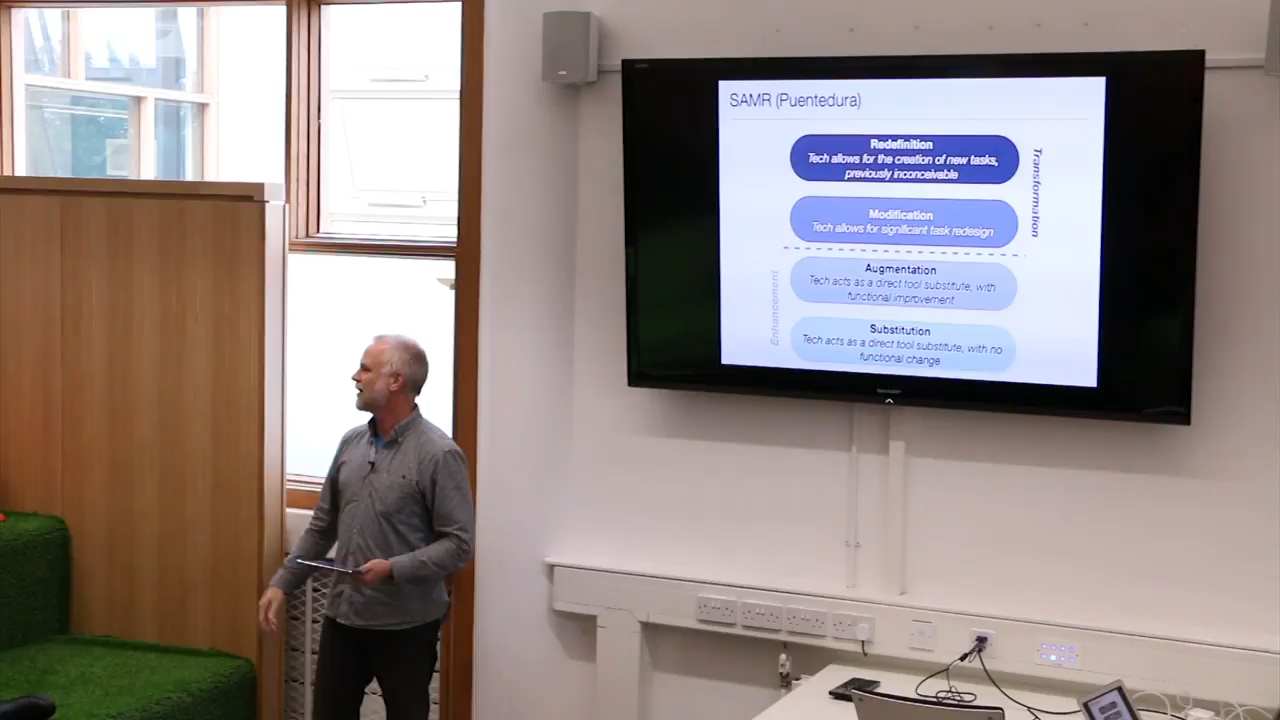 SAMR (Puentedura)
Redefinition
Tech allows for the creation of new tasks,
previously inconceivable
Transformation
Modification
Tech allows for significant task redesign
Augmentation
Tech acts as a direct tool substitute, with
functional improvement
Enhancement
Substitution
Tech acts as a direct tool substitute, with no
functional change
SHARP